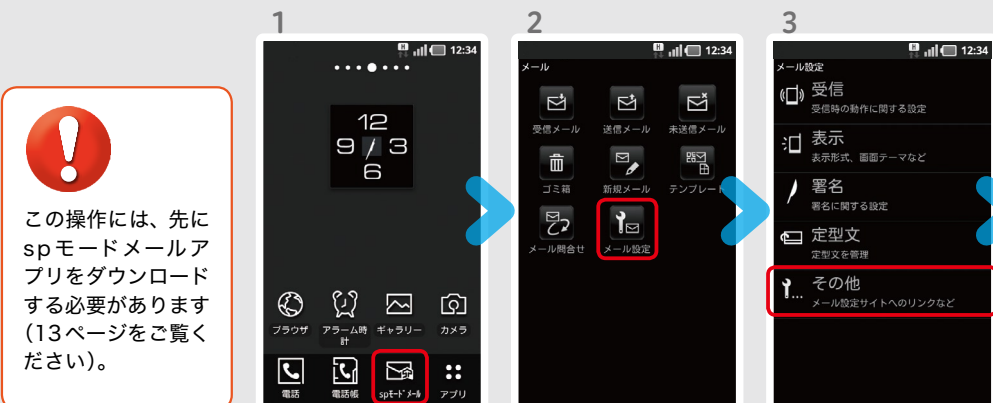 この操作には、先に
spモードメールア
プリをダウンロード
する必要があります
(13ページをご覧く
ださい)。
1
12:34
12
9 3
6
ブラウザ アラーム時計 ギャラリー カメラ
電話 電話帳 spモードメール アプリ
2
12:34
メール
受信メール 送信メール 未送信メール
ゴミ箱 新規メール テンプレート
メール問合せ メール設定
3
12:34
メール設定
受信
受信時の動作に関する設定
表示
表示形式、画面テーマなど
署名
署名に関する設定
定型文
定型文を管理
その他
メール設定サイトへのリンクなど